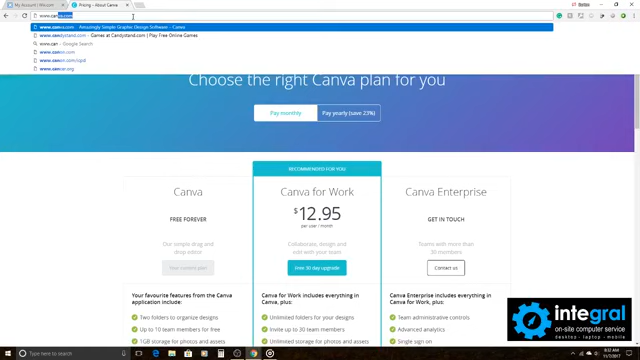 My Account | Wix.com
Pricing – About Canva
www.canva.com
www.canva.com - Amazingly Simple Graphic Design Software – Canva
www.candystand.com - Games at Candystand.com | Play Free Online Games
www.can - Google Search
Choose the right Canva plan for you
Pay monthly
Pay yearly (save 23%)
RECOMMENDED FOR YOU
Canva
Canva for Work
Canva Enterprise
FREE FOREVER
$12.95
per user / month
GET IN TOUCH
Our simple drag and drop editor
Collaborate, design and edit with your team
Teams with more than 30 members
Your current plan
Free 30 day upgrade
Contact us
Your favourite features from the Canva application include:
Canva for Work includes everything in Canva, plus:
Canva Enterprise includes everything in Canva for Work, plus:
Two folders to organize designs
Unlimited folders for your designs
Team administrative controls
Up to 10 team members for free
Invite up to 30 team members
Advanced analytics
1GB storage for photos and
Unlimited storage for photos and assets
Single sign on
integral
on-site computer service
desktop - laptop - mobile
Type here to search
9:32 AM
11/1/2017